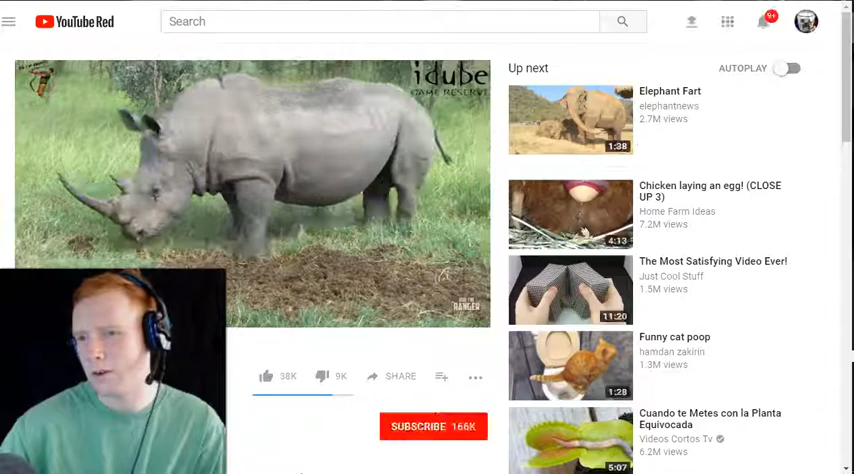 YouTube Red
Search
9+
idube
GAME RESERVE
RANGER
38K
9K
SHARE
SUBSCRIBE 166K
Up next
AUTOPLAY
Elephant Fart
elephantnews
2.7M views
1:38
Chicken laying an egg! (CLOSE
UP 3)
Home Farm Ideas
7.2M views
4:13
The Most Satisfying Video Ever!
Just Cool Stuff
1.5M views
11:20
Funny cat poop
hamdan zakirin
1.3M views
1:28
Cuando te Metes con la Planta
Equivocada
Videos Cortos Tv
6.2M views
5:07